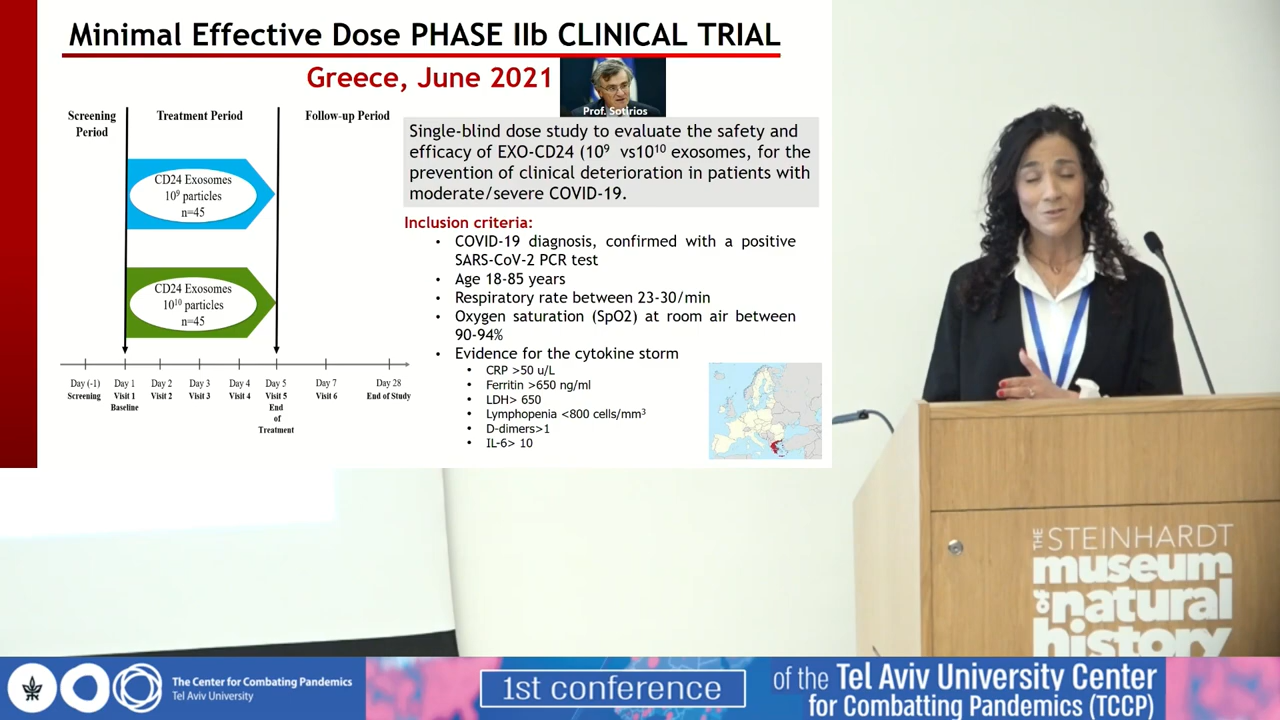 Minimal Effective Dose PHASE IIb CLINICAL TRIAL
Greece, June 2021
Prof. Sotirios
Screening
Period
Treatment Period
Follow-up Period
CD24 Exosomes
10⁹ particles
n=45
CD24 Exosomes
10¹⁰ particles
n=45
Day (-1)
Screening
Day 1
Visit 1
Baseline
Day 2
Visit 2
Day 3
Visit 3
Day 4
Visit 4
Day 5
Visit 5
End
of
Treatment
Day 7
Visit 6
Day 28
End of Study
Single-blind dose study to evaluate the safety and
efficacy of EXO-CD24 (10⁹ vs10¹⁰ exosomes, for the
prevention of clinical deterioration in patients with
moderate/severe COVID-19.
Inclusion criteria:
• COVID-19 diagnosis, confirmed with a positive
SARS-CoV-2 PCR test
• Age 18-85 years
• Respiratory rate between 23-30/min
• Oxygen saturation (SpO2) at room air between
90-94%
• Evidence for the cytokine storm
• CRP >50 u/L
• Ferritin >650 ng/ml
• LDH> 650
• Lymphopenia <800 cells/mm³
• D-dimers>1
• IL-6> 10
THE STEINHARDT
museum
of natural
history
The Center for Combating Pandemics
Tel Aviv University
1st conference
of the Tel Aviv University Center
for Combatting Pandemics (TCCP)